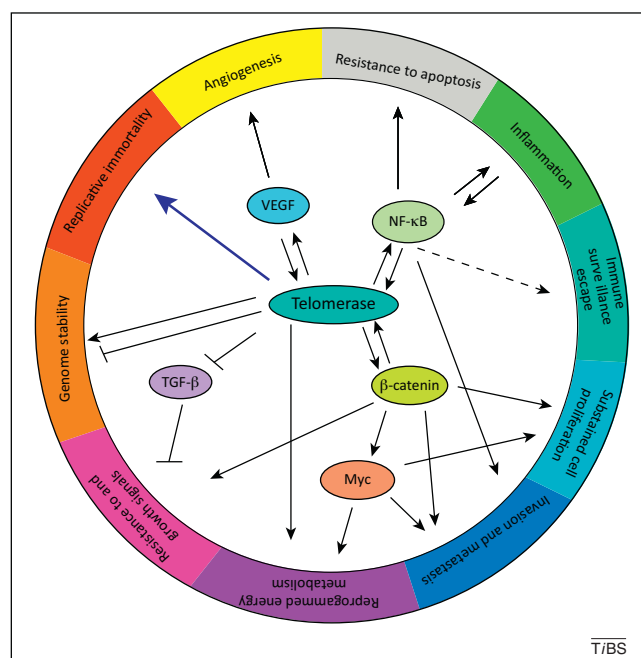 Angiogenesis
Resistance to apoptosis
Inflammation
Immune
surve illance
escape
Substained cell
proliferation
Invasion and metastasis
Reprogammed energy
metabolism
Resistance to and
growth signals
Genome stability
Replicative immortality
VEGF
NF-κB
Telomerase
TGF-β
β-catenin
Myc
TiBS